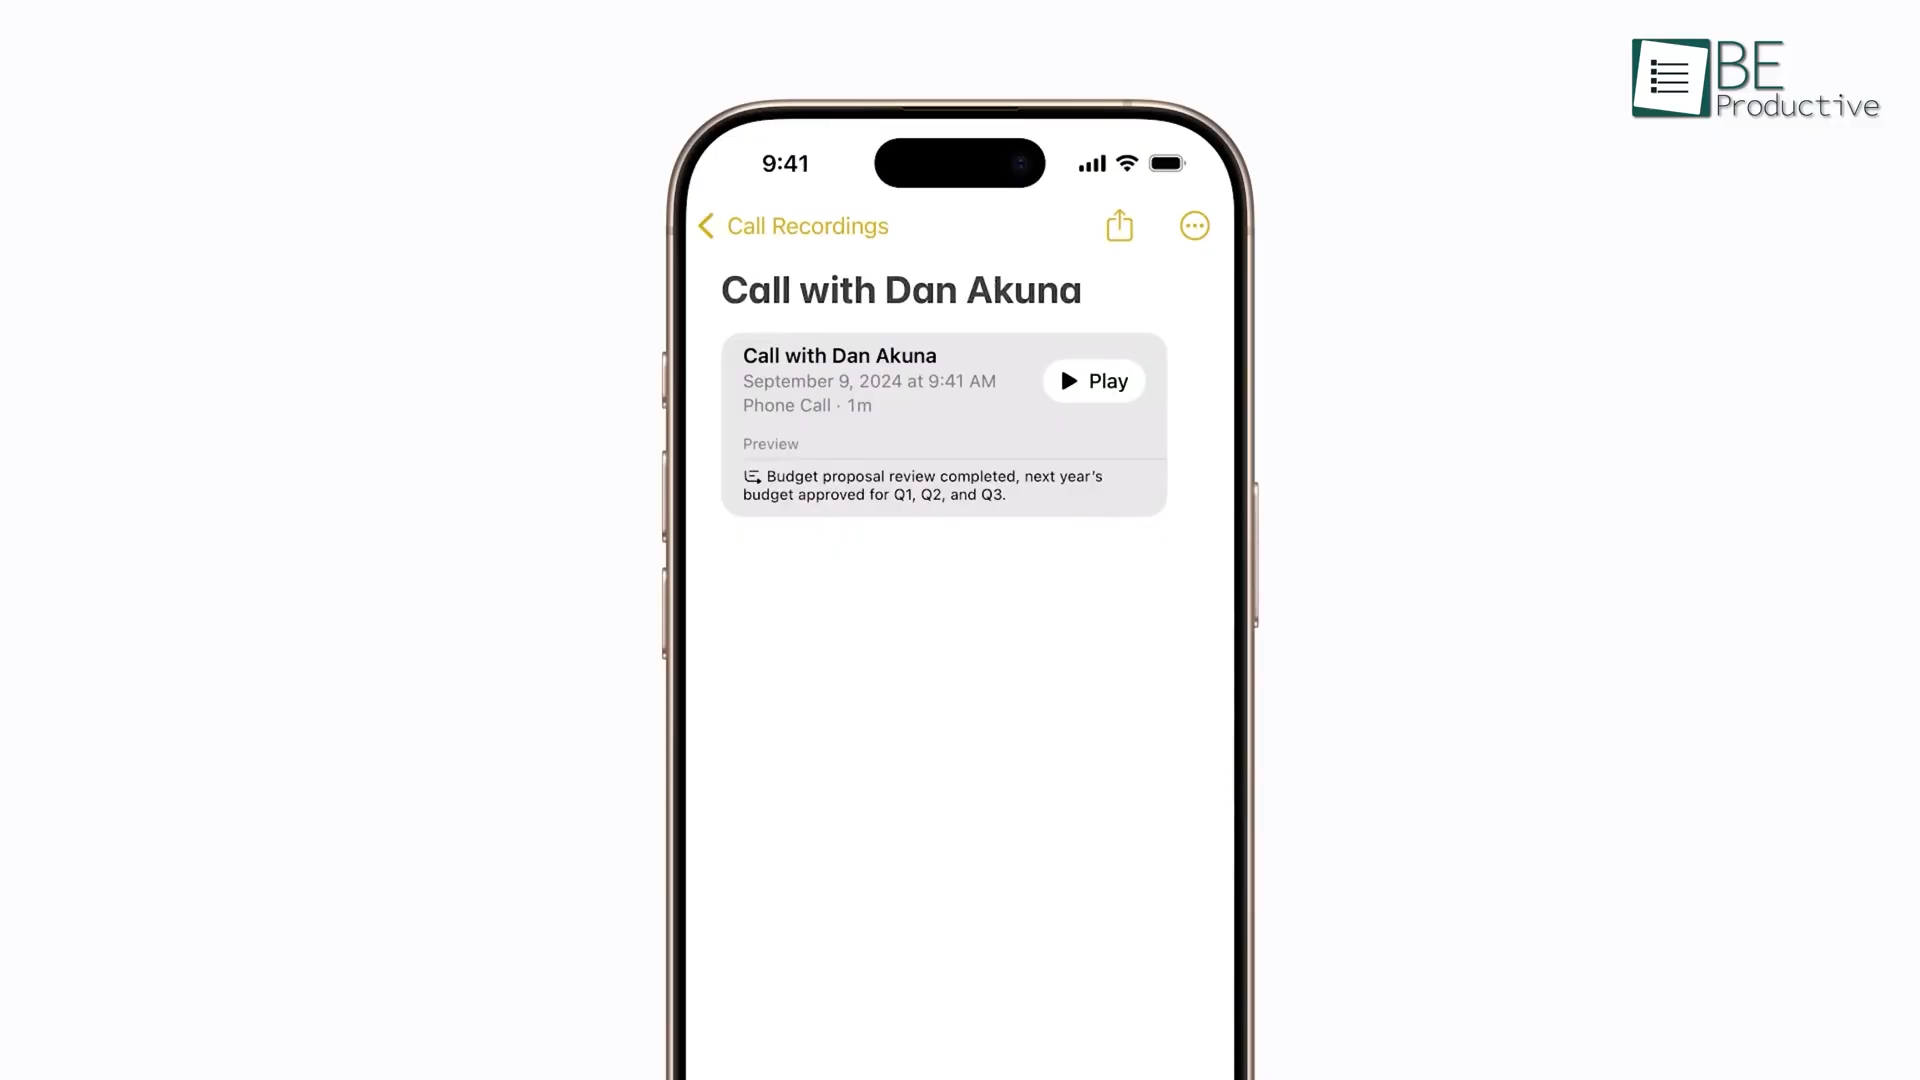 BE
Productive
9:41
Call Recordings
Call with Dan Akuna
Call with Dan Akuna
September 9, 2024 at 9:41 AM
Play
Phone Call · 1m
Preview
Budget proposal review completed, next year’s
budget approved for Q1, Q2, and Q3.